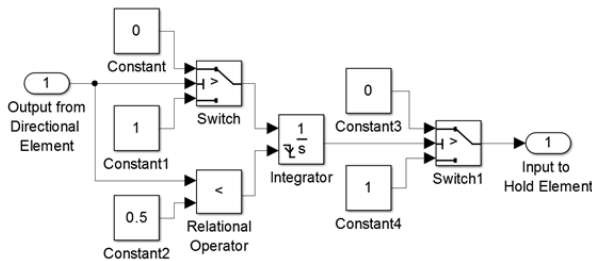 0
Constant
1
Output from
Directional
Element
>
Switch
1
Constant1
0
Constant3
1
s
Integrator
>
Switch1
1
Input to
Hold Element
0.5
Constant2
<
Relational
Operator
1
Constant4